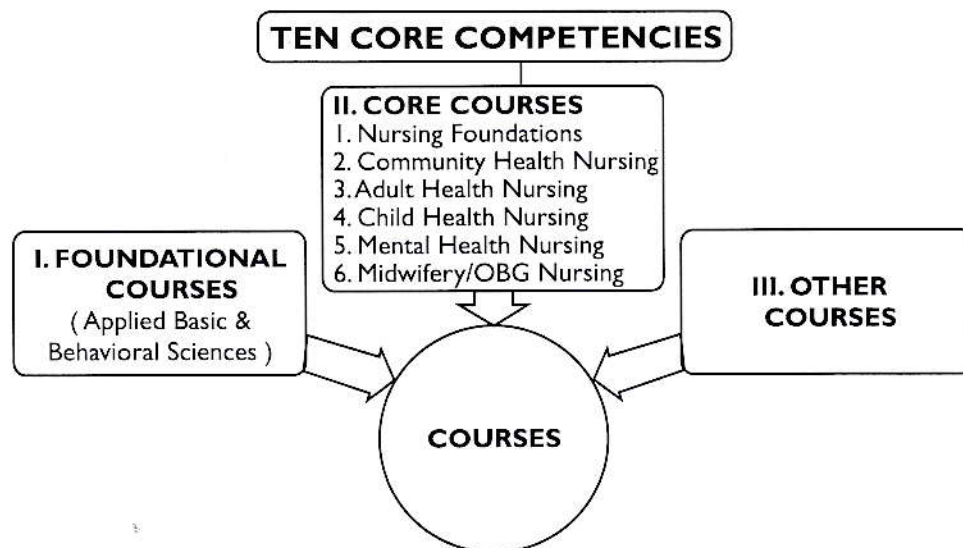 TEN CORE COMPETENCIES
II. CORE COURSES
1. Nursing Foundations
2. Community Health Nursing
3. Adult Health Nursing
4. Child Health Nursing
5. Mental Health Nursing
6. Midwifery/OBG Nursing
I. FOUNDATIONAL
COURSES
( Applied Basic &
Behavioral Sciences )
III. OTHER
COURSES
COURSES